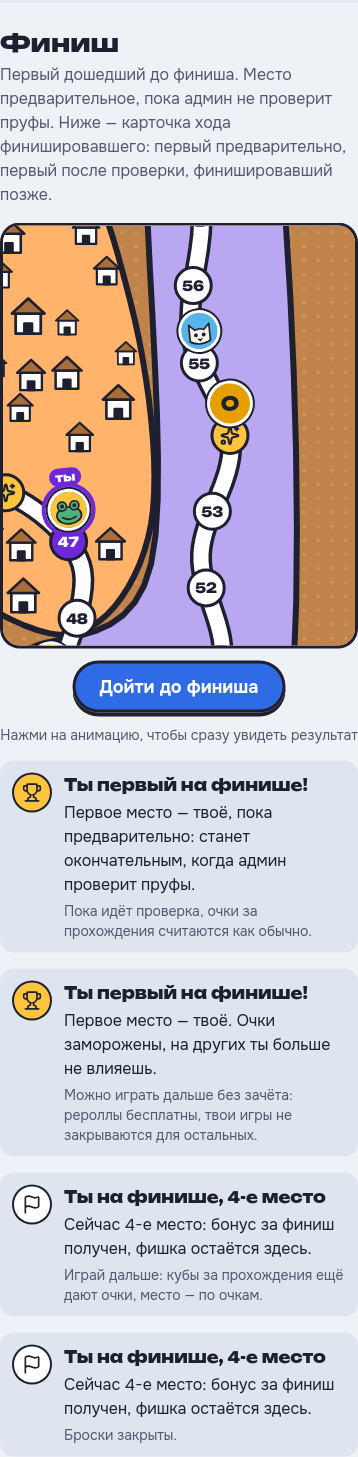 Финиш
Первый дошедший до финиша. Место
предварительное, пока админ не проверит
пруфы. Ниже — карточка хода
финишировавшего: первый предварительно,
первый после проверки, финишировавший
позже.
56
55
О
53
52
ты
47
48
Дойти до финиша
Нажми на анимацию, чтобы сразу увидеть результат
Ты первый на финише!
Первое место — твоё, пока
предварительно: станет
окончательным, когда админ
проверит пруфы.
Пока идёт проверка, очки за
прохождения считаются как обычно.
Ты первый на финише!
Первое место — твоё. Очки
заморожены, на других ты больше
не влияешь.
Можно играть дальше без зачёта:
рероллы бесплатны, твои игры не
закрываются для остальных.
Ты на финише, 4-е место
Сейчас 4-е место: бонус за финиш
получен, фишка остаётся здесь.
Играй дальше: кубы за прохождения ещё
дают очки, место — по очкам.
Ты на финише, 4-е место
Сейчас 4-е место: бонус за финиш
получен, фишка остаётся здесь.
Броски закрыты.